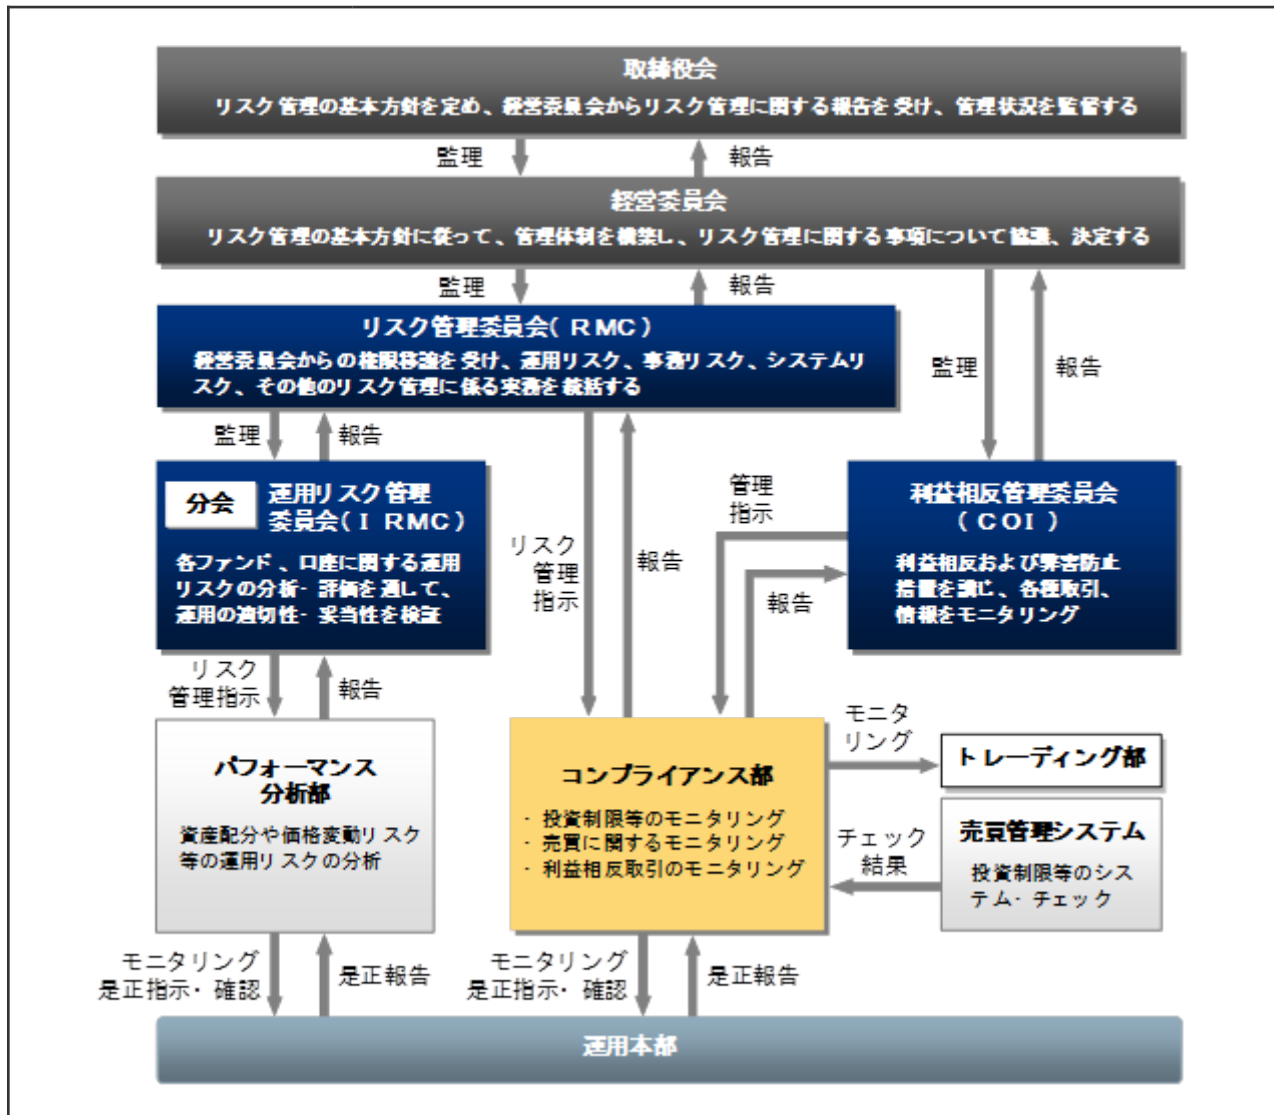 取締役会
リスク管理の基本方針を定め、経営委員会からリスク管理に関する報告を受け、管理状況を監督する
監理
報告
経営委員会
リスク管理の基本方針に従って、管理体制を構築し、リスク管理に関する事項について協議、決定する
監理
報告
監理
報告
リスク管理委員会(RMC)
経営委員会からの権限移譲を受け、運用リスク、事務リスク、システムリ
スク、その他のリスク管理に係る実務を統括する
監理
報告
分会
運用リスク管理
委員会(IRMC)
各ファンド、口座に関する運用
リスクの分析・評価を通して、
運用の適切性・妥当性を検証
リスク
管理
指示
報告
管理
指示
報告
利益相反管理委員会
(COI)
利益相反および弊害防止
措置を講じ、各種取引、
情報をモニタリング
リスク
管理指示
報告
パフォーマンス
分析部
資産配分や価格変動リスク
等の運用リスクの分析
コンプライアンス部
・投資制限等のモニタリング
・売買に関するモニタリング
・利益相反取引のモニタリング
モニタ
リング
トレーディング部
チェック
結果
売買管理システム
投資制限等のシス
テム・チェック
モニタリング
是正指示・確認
是正報告
モニタリング
是正指示・確認
是正報告
運用本部